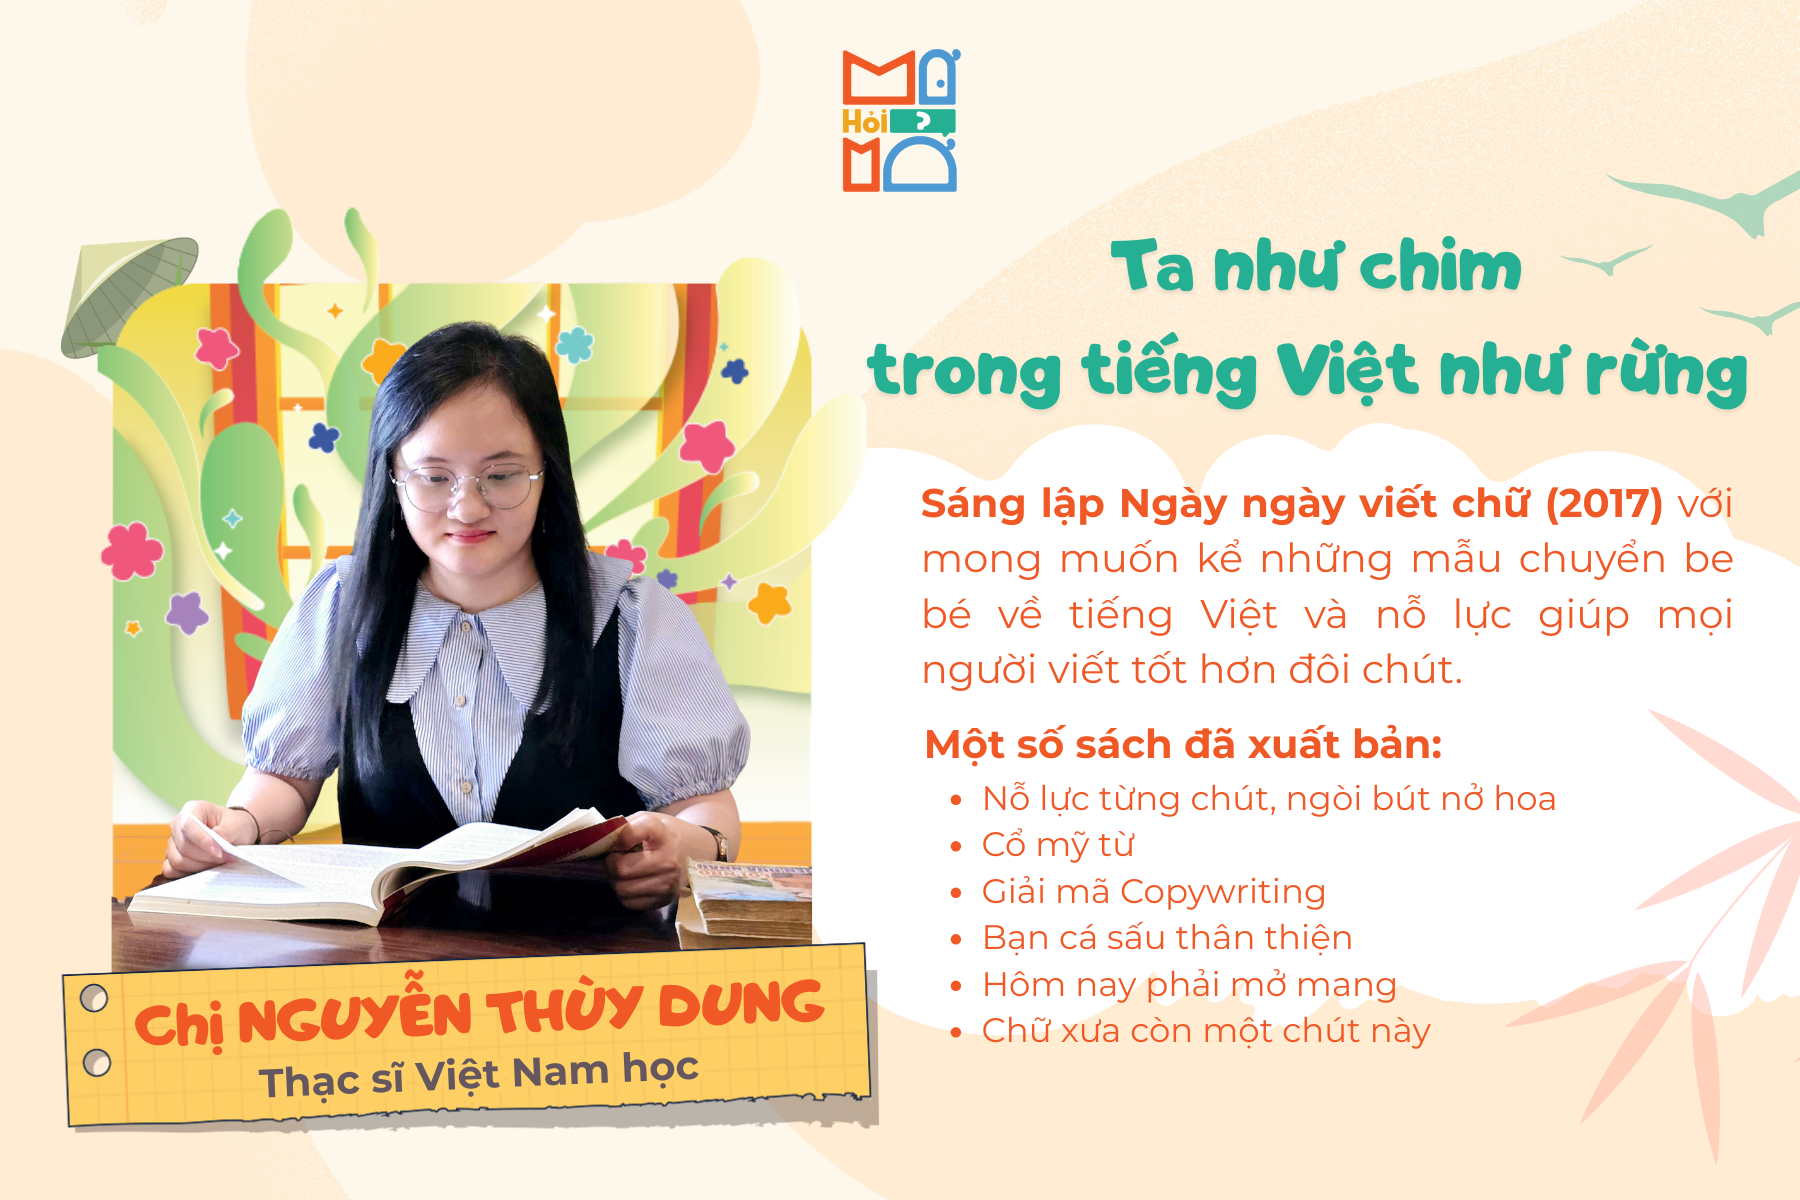 MƠ
Hỏi ?
MƠ
Ta như chim
trong tiếng Việt như rừng
Sáng lập Ngày ngày viết chữ (2017) với
mong muốn kể những mẫu chuyển be
bé về tiếng Việt và nỗ lực giúp mọi
người viết tốt hơn đôi chút.
Một số sách đã xuất bản:
• Nỗ lực từng chút, ngòi bút nở hoa
• Cổ mỹ từ
• Giải mã Copywriting
• Bạn cá sấu thân thiện
• Hôm nay phải mở mang
• Chữ xưa còn một chút này
Chị NGUYỄN THÙY DUNG
Thạc sĩ Việt Nam học